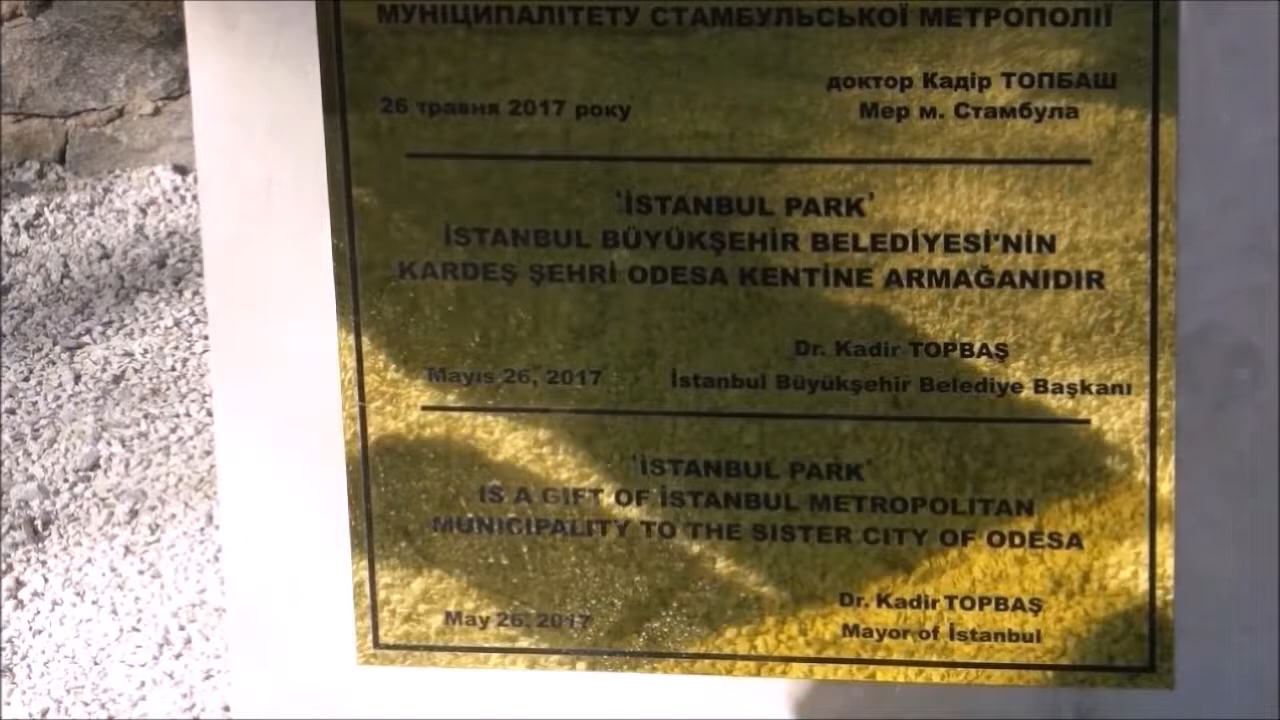 МУНІЦИПАЛІТЕТУ СТАМБУЛЬСЬКОЇ МЕТРОПОЛІЇ
доктор Кадір ТОПБАШ
26 травня 2017 року
Мер м. Стамбула
'İSTANBUL PARK'
İSTANBUL BÜYÜKŞEHİR BELEDİYESİ'NİN
KARDEŞ ŞEHRİ ODESA KENTİNE ARMAĞANIDIR
Dr. Kadir TOPBAŞ
Mayıs 26, 2017
İstanbul Büyükşehir Belediye Başkanı
'İSTANBUL PARK'
IS A GIFT OF İSTANBUL METROPOLITAN
MUNICIPALITY TO THE SISTER CITY OF ODESA
Dr. Kadir TOPBAŞ
May 26, 2017
Mayor of İstanbul